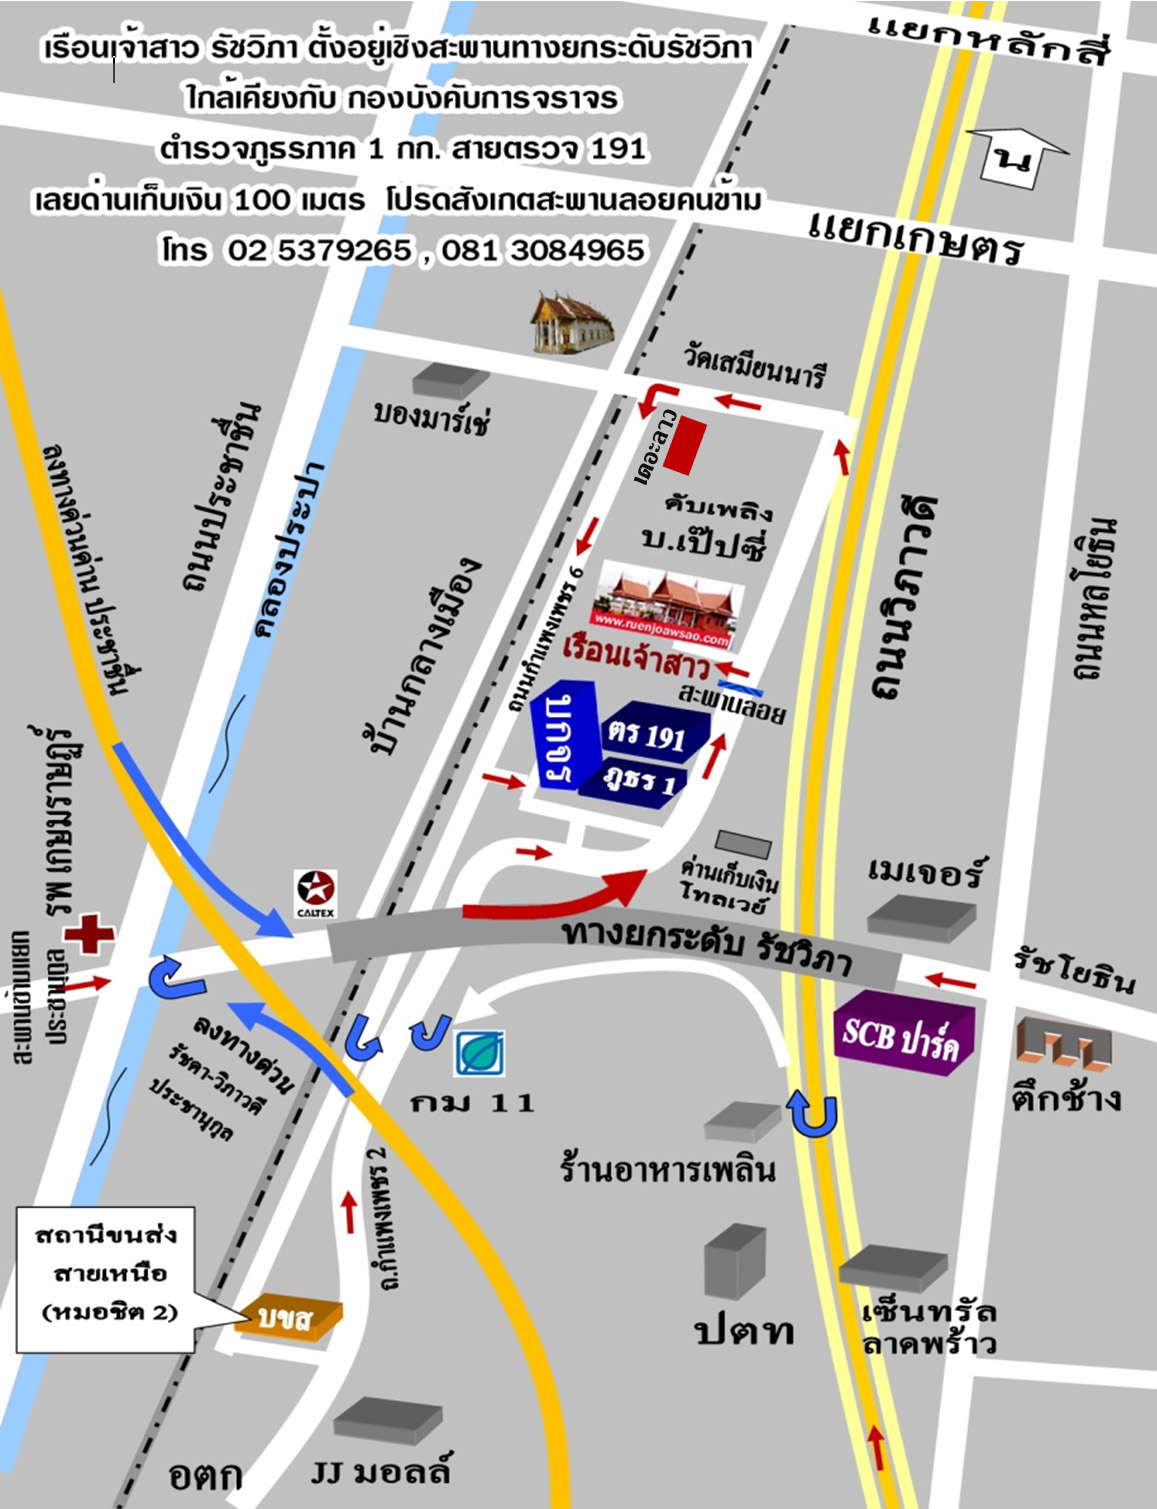 เรือนเจ้าสาว รัชวิภา ตั้งอยู่เชิงสะพานทางยกระดับรัชวิภา
ใกล้เคียงกับ กองบังคับการจราจร
ตำรวจภูธรภาค 1 กก. สายตรวจ 191
เลยด่านเก็บเงิน 100 เมตร โปรดสังเกตสะพานลอยคนข้าม
โทร 02 5379265 , 081 3084965
แยกหลักสี่
น
แยกเกษตร
วัดเสมียนนารี
บองมาร์เช่
เดอะลาว
ถนนประชาชื่น
คลองประปา
ลงทางด่วนด่าน ประชาชื่น
ดับเพลิง
บ.เป๊ปซี่
ถนนวิภาวดี
ถนนพหลโยธิน
บ้านกลางเมือง
ถนนกำแพงเพชร 6
www.ruenjoawsao.com
เรือนเจ้าสาว
สะพานลอย
บกจร
ตร 191
ภูธร 1
รพ เกษมราษฎร์
CALTEX
ด่านเก็บเงิน
โทลเวย์
เมเจอร์
ทางยกระดับ รัชวิภา
รัชโยธิน
สะพานข้ามแยก
ประชานุกูล
SCB ปาร์ค
ตึกช้าง
ลงทางด่วน
รัชดา-วิภาวดี
ประชานุกูล
กม 11
ร้านอาหารเพลิน
ถ.กำแพงเพชร 2
สถานีขนส่ง
สายเหนือ
(หมอชิต 2)
บขส
ปตท
เซ็นทรัล
ลาดพร้าว
อตก
JJ มอลล์